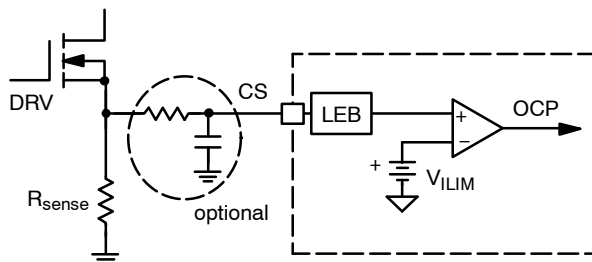 DRV
CS
LEB
OCP
+
−
+
V_ILIM
R_sense
optional